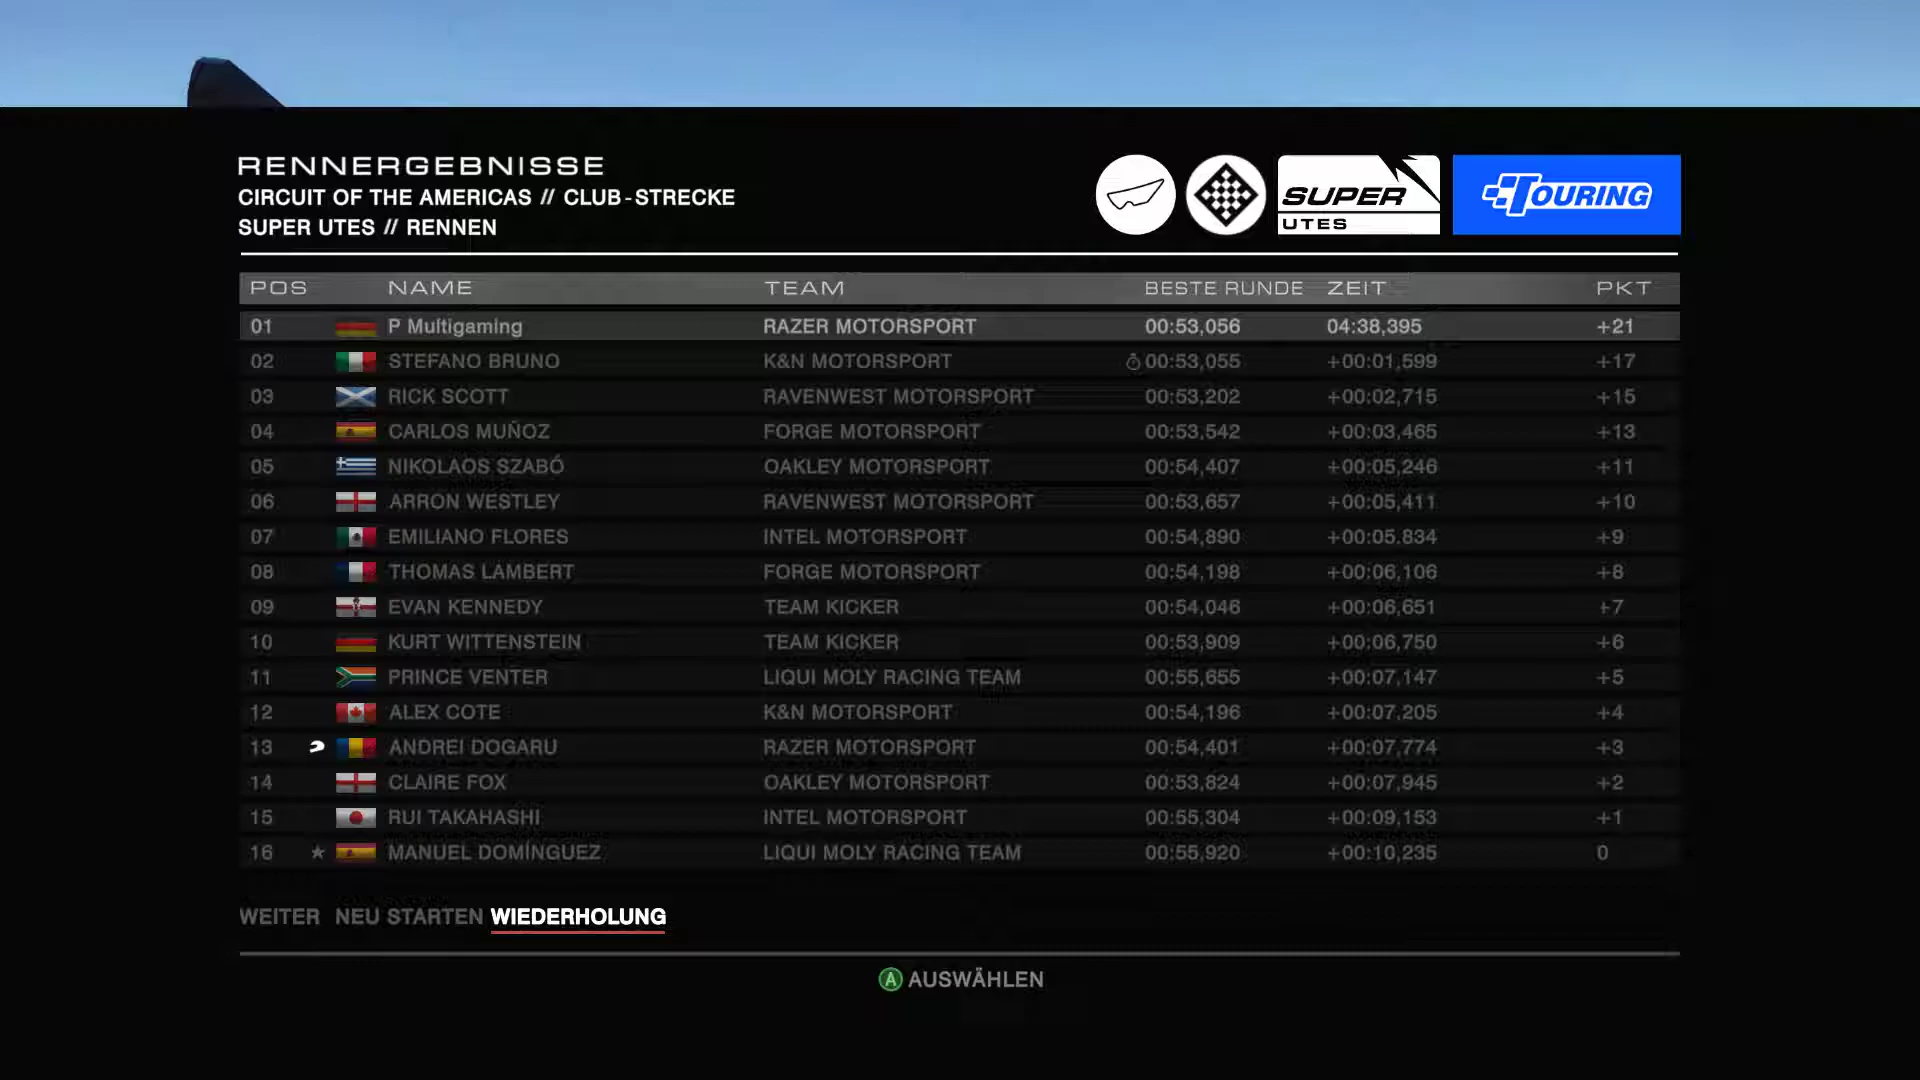 RENNERGEBNISSE
CIRCUIT OF THE AMERICAS // CLUB-STRECKE
SUPER UTES // RENNEN
SUPER UTES
TOURING
POS NAME TEAM BESTE RUNDE ZEIT PKT
01 P Multigaming RAZER MOTORSPORT 00:53,056 04:38,395 +21
02 STEFANO BRUNO K&N MOTORSPORT 00:53,055 +00:01,599 +17
03 RICK SCOTT RAVENWEST MOTORSPORT 00:53,202 +00:02,715 +15
04 CARLOS MUÑOZ FORGE MOTORSPORT 00:53,542 +00:03,465 +13
05 NIKOLAOS SZABÓ OAKLEY MOTORSPORT 00:54,407 +00:05,246 +11
06 ARRON WESTLEY RAVENWEST MOTORSPORT 00:53,657 +00:05,411 +10
07 EMILIANO FLORES INTEL MOTORSPORT 00:54,890 +00:05,834 +9
08 THOMAS LAMBERT FORGE MOTORSPORT 00:54,198 +00:06,106 +8
09 EVAN KENNEDY TEAM KICKER 00:54,046 +00:06,651 +7
10 KURT WITTENSTEIN TEAM KICKER 00:53,909 +00:06,750 +6
11 PRINCE VENTER LIQUI MOLY RACING TEAM 00:55,655 +00:07,147 +5
12 ALEX COTE K&N MOTORSPORT 00:54,196 +00:07,205 +4
13 ANDREI DOGARU RAZER MOTORSPORT 00:54,401 +00:07,774 +3
14 CLAIRE FOX OAKLEY MOTORSPORT 00:53,824 +00:07,945 +2
15 RUI TAKAHASHI INTEL MOTORSPORT 00:55,304 +00:09,153 +1
16 MANUEL DOMÍNGUEZ LIQUI MOLY RACING TEAM 00:55,920 +00:10,235 0
WEITER NEU STARTEN WIEDERHOLUNG
A AUSWÄHLEN